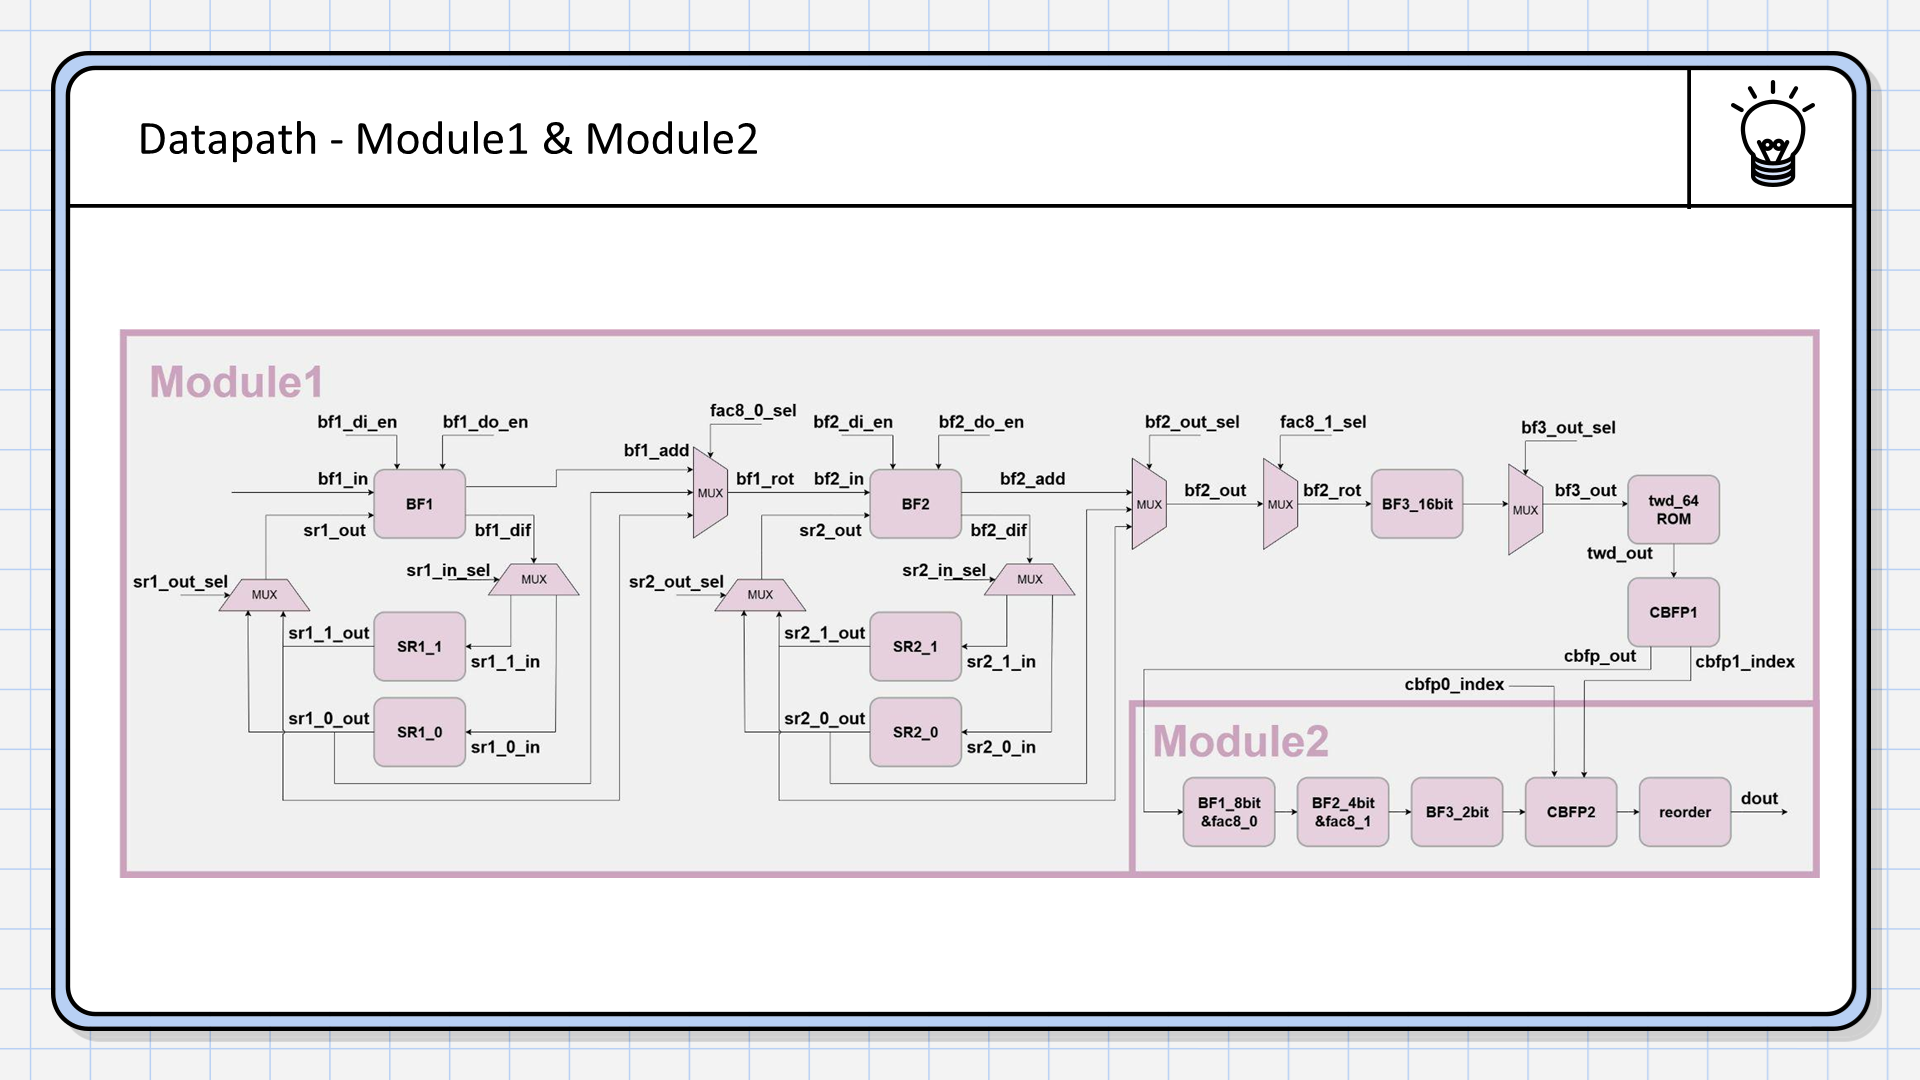 Datapath - Module1 & Module2
Module1
fac8_0_sel
bf1_di_en
bf1_do_en
bf2_di_en
bf2_do_en
bf2_out_sel
fac8_1_sel
bf3_out_sel
bf1_add
bf1_in
BF1
MUX
bf1_rot
bf2_in
BF2
bf2_add
MUX
bf2_out
MUX
bf2_rot
BF3_16bit
MUX
bf3_out
twd_64
ROM
sr1_out
bf1_dif
sr2_out
bf2_dif
twd_out
sr1_out_sel
MUX
sr1_in_sel
MUX
sr2_out_sel
MUX
sr2_in_sel
MUX
CBFP1
sr1_1_out
SR1_1
sr1_1_in
sr2_1_out
SR2_1
sr2_1_in
cbfp_out
cbfp1_index
cbfp0_index
sr1_0_out
SR1_0
sr1_0_in
sr2_0_out
SR2_0
sr2_0_in
Module2
BF1_8bit
&fac8_0
BF2_4bit
&fac8_1
BF3_2bit
CBFP2
reorder
dout